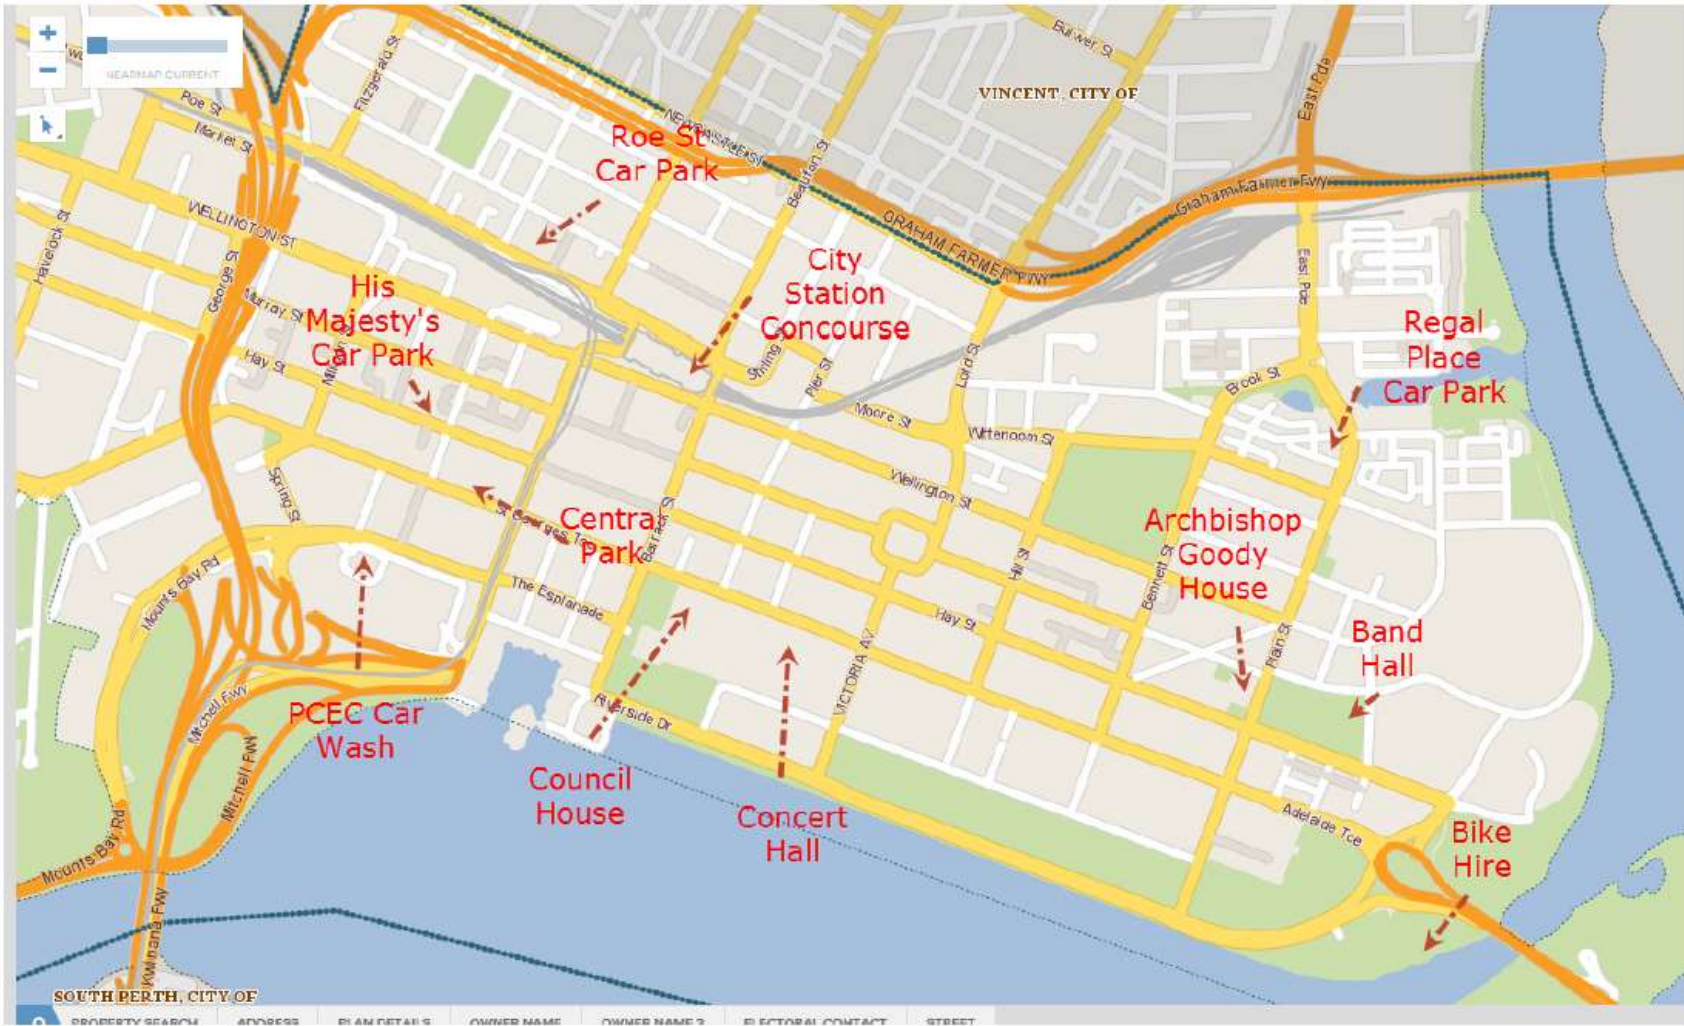 +
−
NEARMAP CURRENT
Roe St
Market St
Fitzgerald St
Bulwer St
East Pde
VINCENT, CITY OF
NEWCASTLE ST
Roe St
Car Park
Beaufort St
Graham Farmer Fwy
GRAHAM FARMER FWY
WELLINGTON ST
Havelock St
George St
City
Station
Concourse
East Pde
His
Majesty's
Car Park
Murray St
Hay St
Stirling St
Pier St
Lord St
Regal
Place
Car Park
Brook St
Moore St
Wittenoom St
Wellington St
Spring St
Central
Park
Barrack St
Archbishop
Goody
House
Hill St
Bennett St
Mounts Bay Rd
The Esplanade
Hay St
Plain St
Band
Hall
VICTORIA AV
Mitchell Fwy
Riverside Dr
PCEC Car
Wash
Mitchell Fwy
Council
House
Concert
Hall
Adelaide Tce
Bike
Hire
Mounts Bay Rd
Kwinana Fwy
SOUTH PERTH, CITY OF
PROPERTY SEARCH ADDRESS PLAN DETAILS OWNER NAME OWNER NAME 2 ELECTORAL CONTACT STREET